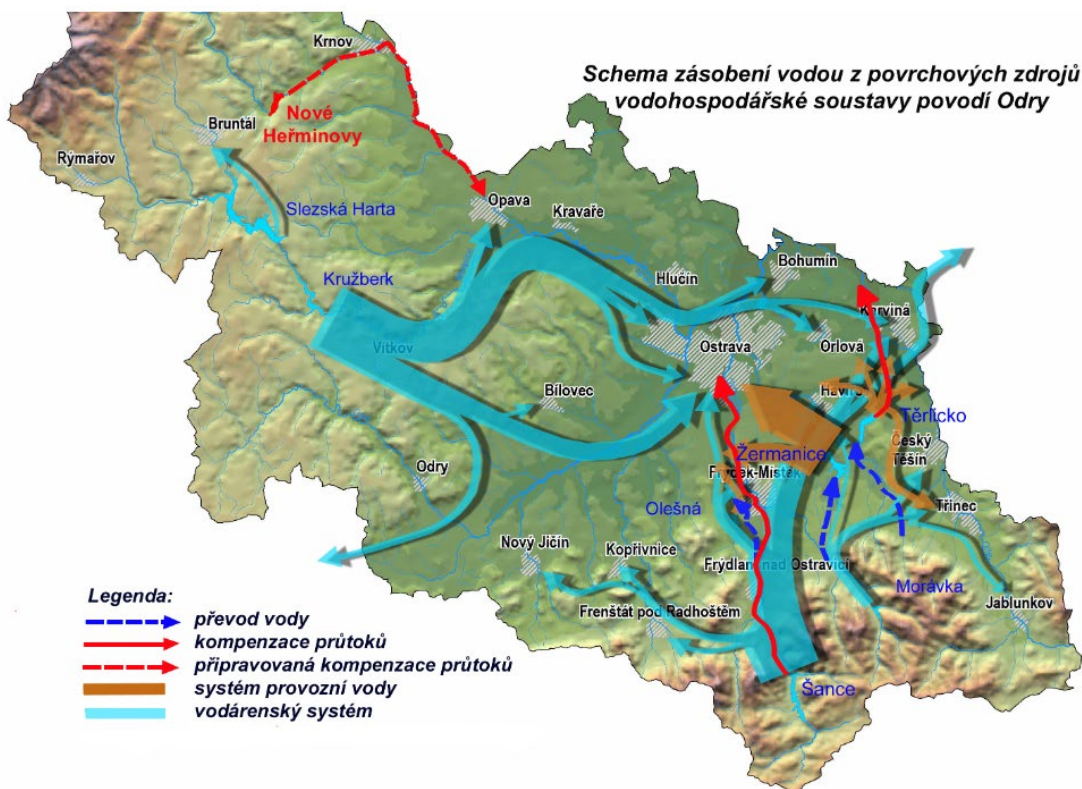 Krnov
Schema zásobení vodou z povrchových zdrojů
vodohospodářské soustavy povodí Odry
Nové
Heřminovy
Bruntál
Rýmařov
Slezská Harta
Opava
Kravaře
Kružberk
Hlučín
Bohumín
Karviná
Vítkov
Ostrava
Orlová
Bílovec
Těrlicko
Žermanice
Český
Těšín
Frýdek-Místek
Odry
Olešná
Třinec
Nový Jičín
Kopřivnice
Frýdlant nad Ostravicí
Morávka
Jablunkov
Frenštát pod Radhoštěm
Šance
Legenda:
převod vody
kompenzace průtoků
připravovaná kompenzace průtoků
systém provozní vody
vodárenský systém